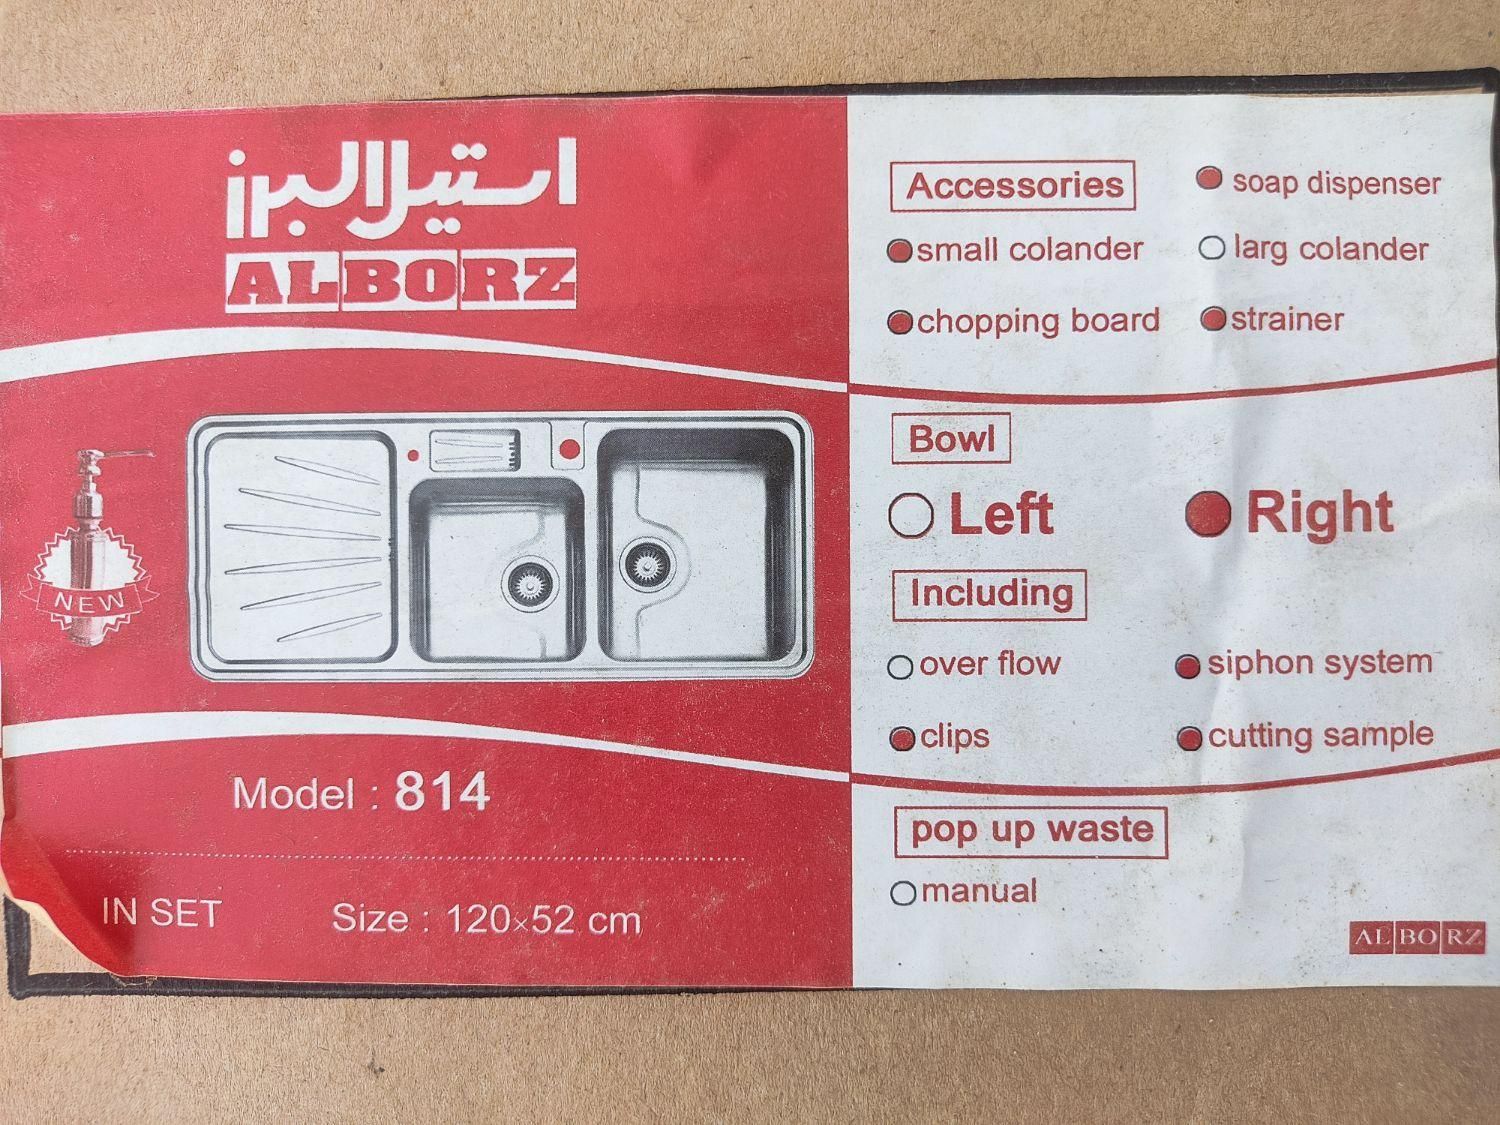 استیل البرز
ALBORZ
NEW
Model : 814
IN SET
Size : 120×52 cm
Accessories
soap dispenser
small colander
larg colander
chopping board
strainer
Bowl
Left
Right
Including
over flow
siphon system
clips
cutting sample
pop up waste
manual
ALBORZ